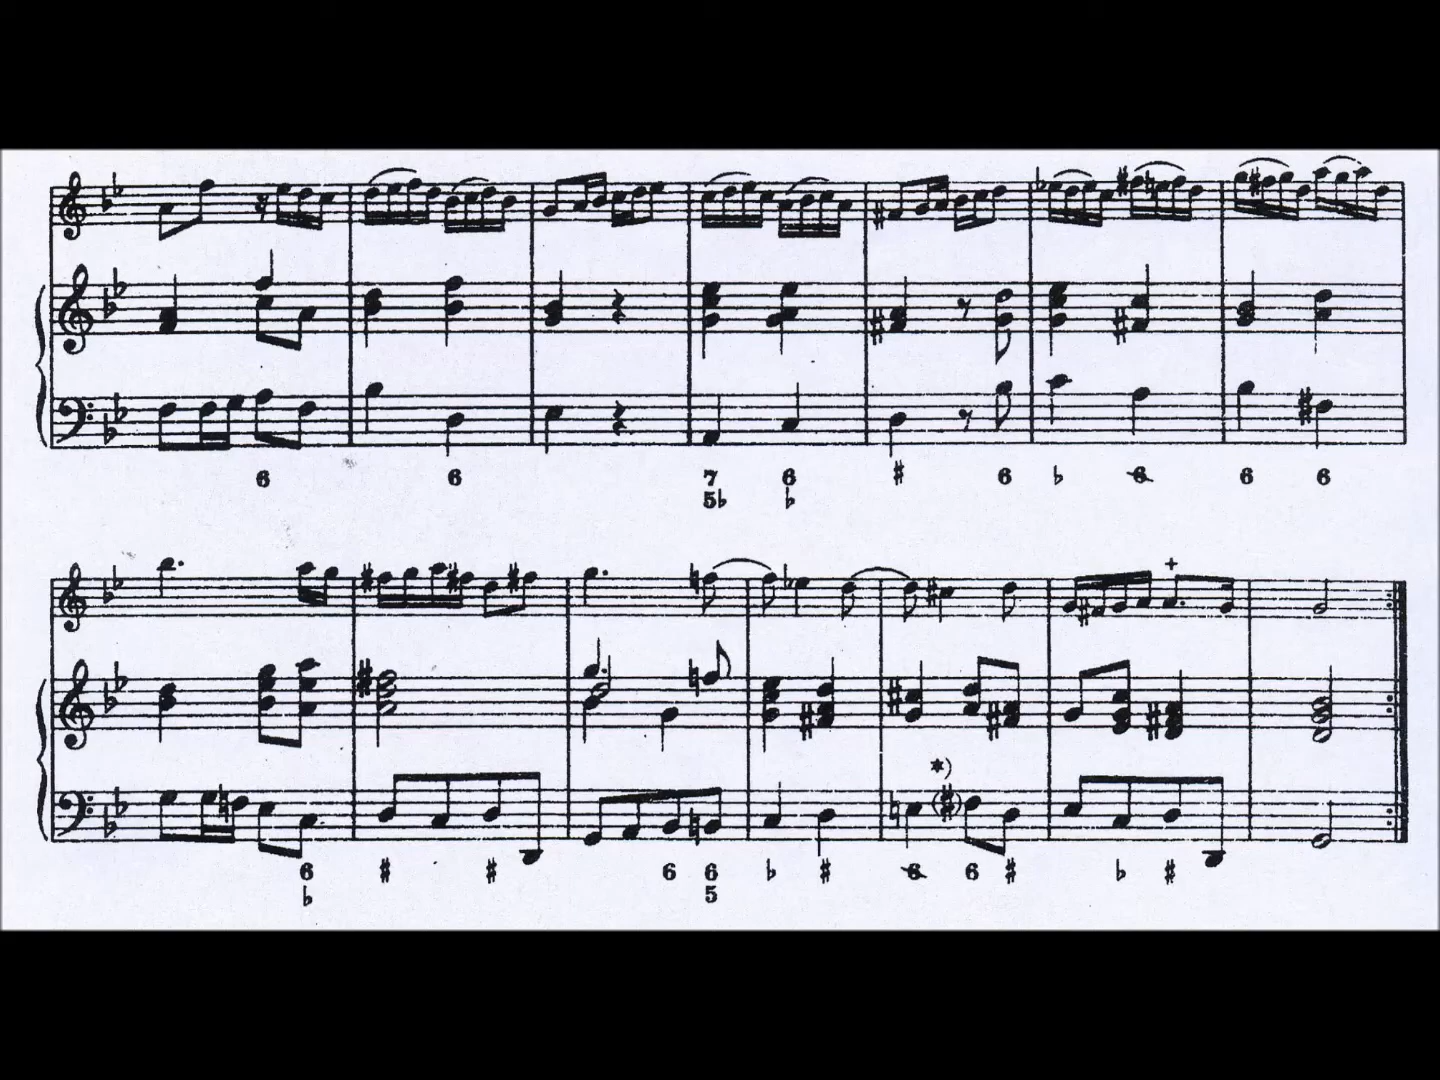 6 6 7 6 # 6 ♭ 6 6 6
5♭ ♭
+
*)
(#)
6 # # 6 6 ♭ # 6 6 # ♭ #
♭ 5